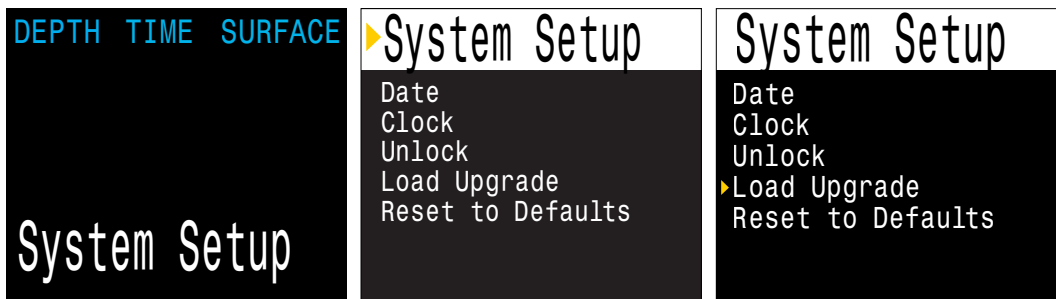 DEPTH TIME SURFACE
System Setup
System Setup
Date
Clock
Unlock
Load Upgrade
Reset to Defaults
System Setup
Date
Clock
Unlock
Load Upgrade
Reset to Defaults